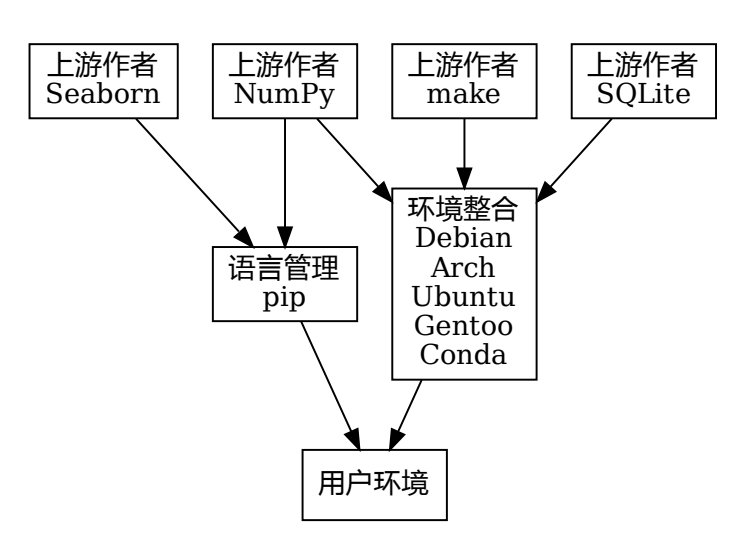 上游作者
Seaborn
上游作者
NumPy
上游作者
make
上游作者
SQLite
语言管理
pip
环境整合
Debian
Arch
Ubuntu
Gentoo
Conda
用户环境